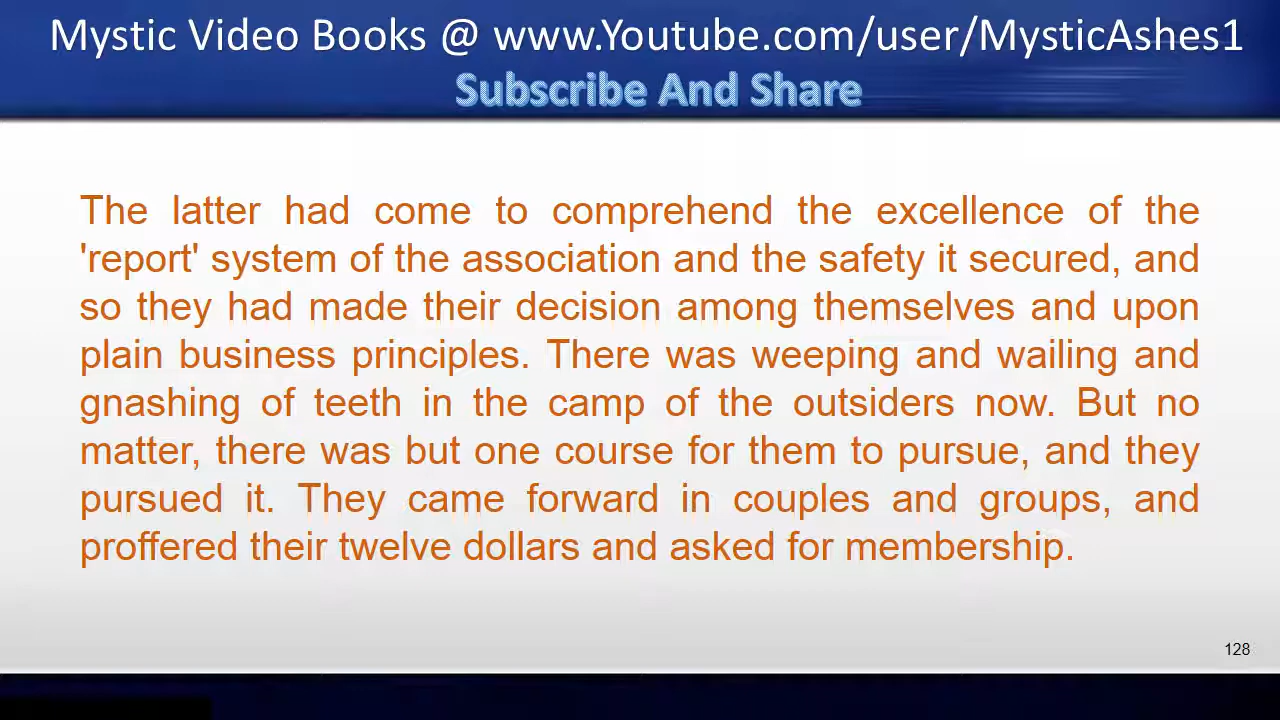 Mystic Video Books @ www.Youtube.com/user/MysticAshes1
Subscribe And Share
The latter had come to comprehend the excellence of the
'report' system of the association and the safety it secured, and
so they had made their decision among themselves and upon
plain business principles. There was weeping and wailing and
gnashing of teeth in the camp of the outsiders now. But no
matter, there was but one course for them to pursue, and they
pursued it. They came forward in couples and groups, and
proffered their twelve dollars and asked for membership.
128